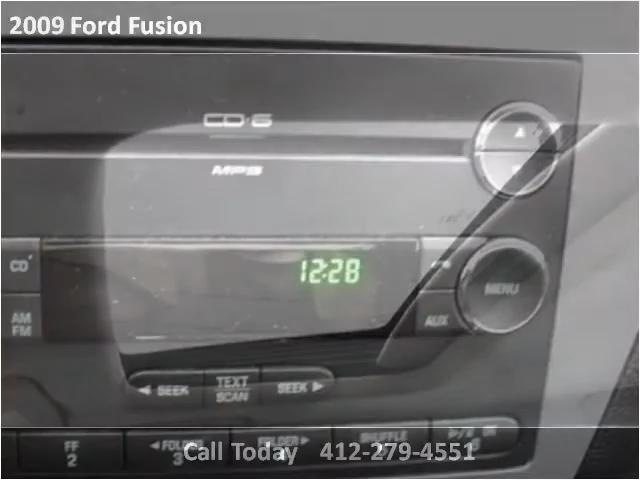 2009 Ford Fusion
CD·6
MP3
12:28
CD
MENU
AM
FM
AUX
◄ SEEK
TEXT
SCAN
SEEK ►
FF
2
◄ FOLDER
3
FOLDER ►
4
SHUFFLE
6
Call Today 412-279-4551